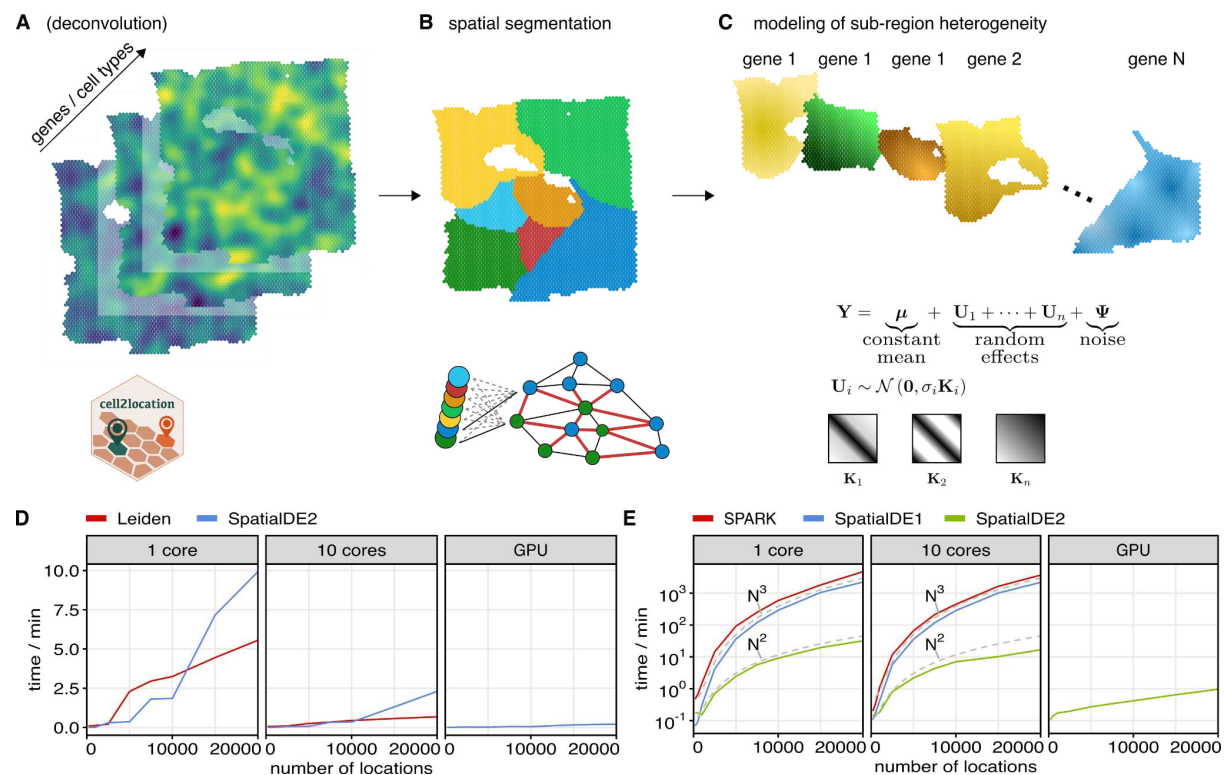 A (deconvolution)
genes / cell types
cell2location
B spatial segmentation
C modeling of sub-region heterogeneity
gene 1 gene 1 gene 1 gene 2 gene N
Y = μ + U₁ + ⋯ + Uₙ + Ψ
constant mean
random effects
noise
Uᵢ ∼ 𝒩 (0, σᵢKᵢ)
K₁ K₂ Kₙ
D Leiden SpatialDE2
1 core 10 cores GPU
time / min
10.0
7.5
5.0
2.5
0.0
0 10000 20000 0 10000 20000 0 10000 20000
number of locations
E SPARK SpatialDE1 SpatialDE2
1 core 10 cores GPU
time / min
10³
10²
10¹
10⁰
10⁻¹
N³ N³
N² N²
0 10000 20000 0 10000 20000 0 10000 20000
number of locations